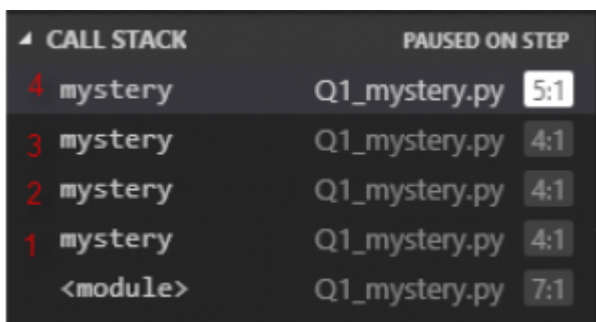 CALL STACK PAUSED ON STEP
4 mystery Q1_mystery.py 5:1
3 mystery Q1_mystery.py 4:1
2 mystery Q1_mystery.py 4:1
1 mystery Q1_mystery.py 4:1
<module> Q1_mystery.py 7:1